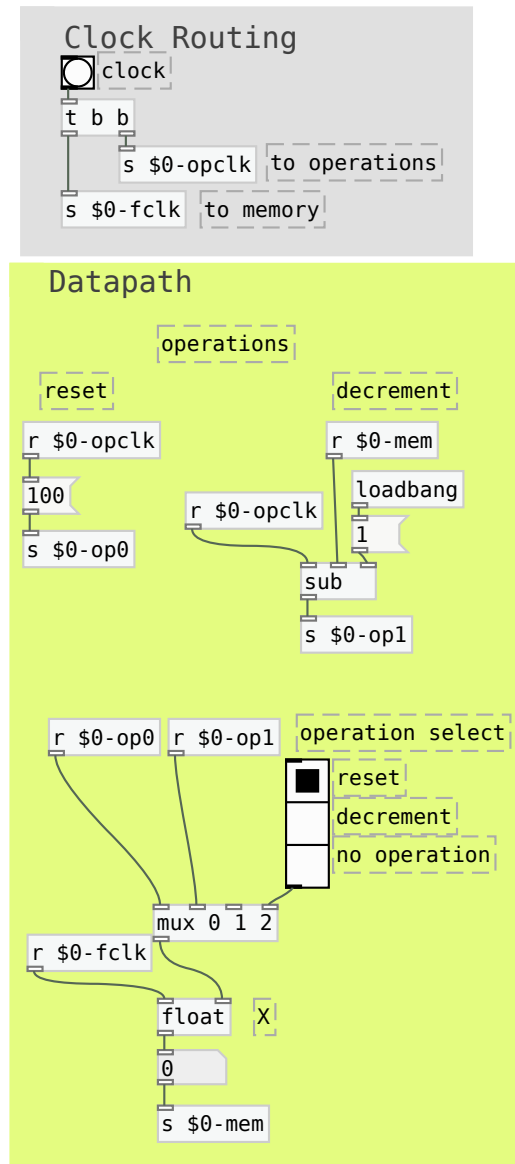 Clock Routing
clock
t b b
s $0-opclk
to operations
s $0-fclk
to memory
Datapath
operations
reset
decrement
r $0-opclk
r $0-mem
100
loadbang
r $0-opclk
1
s $0-op0
sub
s $0-op1
r $0-op0
r $0-op1
operation select
reset
decrement
no operation
mux 0 1 2
r $0-fclk
float
X
0
s $0-mem